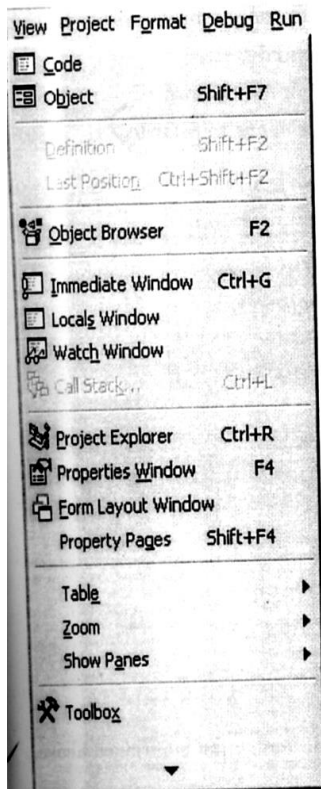 View Project Format Debug Run
Code
Object Shift+F7
Definition Shift+F2
Last Position Ctrl+Shift+F2
Object Browser F2
Immediate Window Ctrl+G
Locals Window
Watch Window
Call Stack... Ctrl+L
Project Explorer Ctrl+R
Properties Window F4
Form Layout Window
Property Pages Shift+F4
Table
Zoom
Show Panes
Toolbox